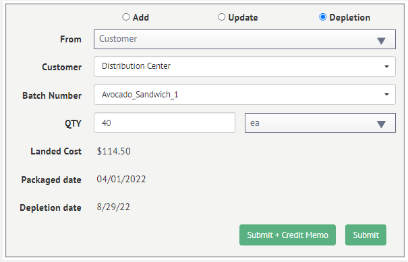 Add Update Depletion
From Customer
Customer Distribution Center
Batch Number Avocado_Sandwich_1
QTY 40 ea
Landed Cost $114.50
Packaged date 04/01/2022
Depletion date 8/29/22
Submit + Credit Memo Submit